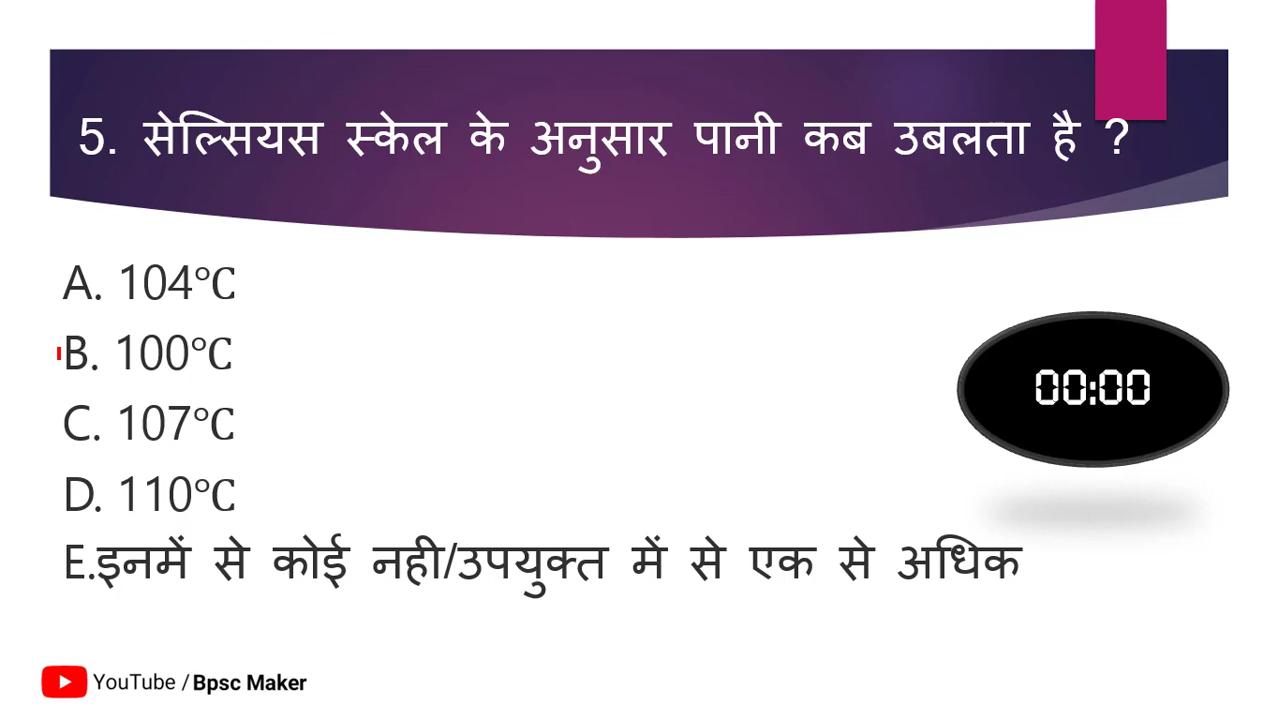 5. सेल्सियस स्केल के अनुसार पानी कब उबलता है ?
A. 104°C
B. 100°C
C. 107°C
D. 110°C
00:00
E.इनमें से कोई नही/उपयुक्त में से एक से अधिक
YouTube / Bpsc Maker